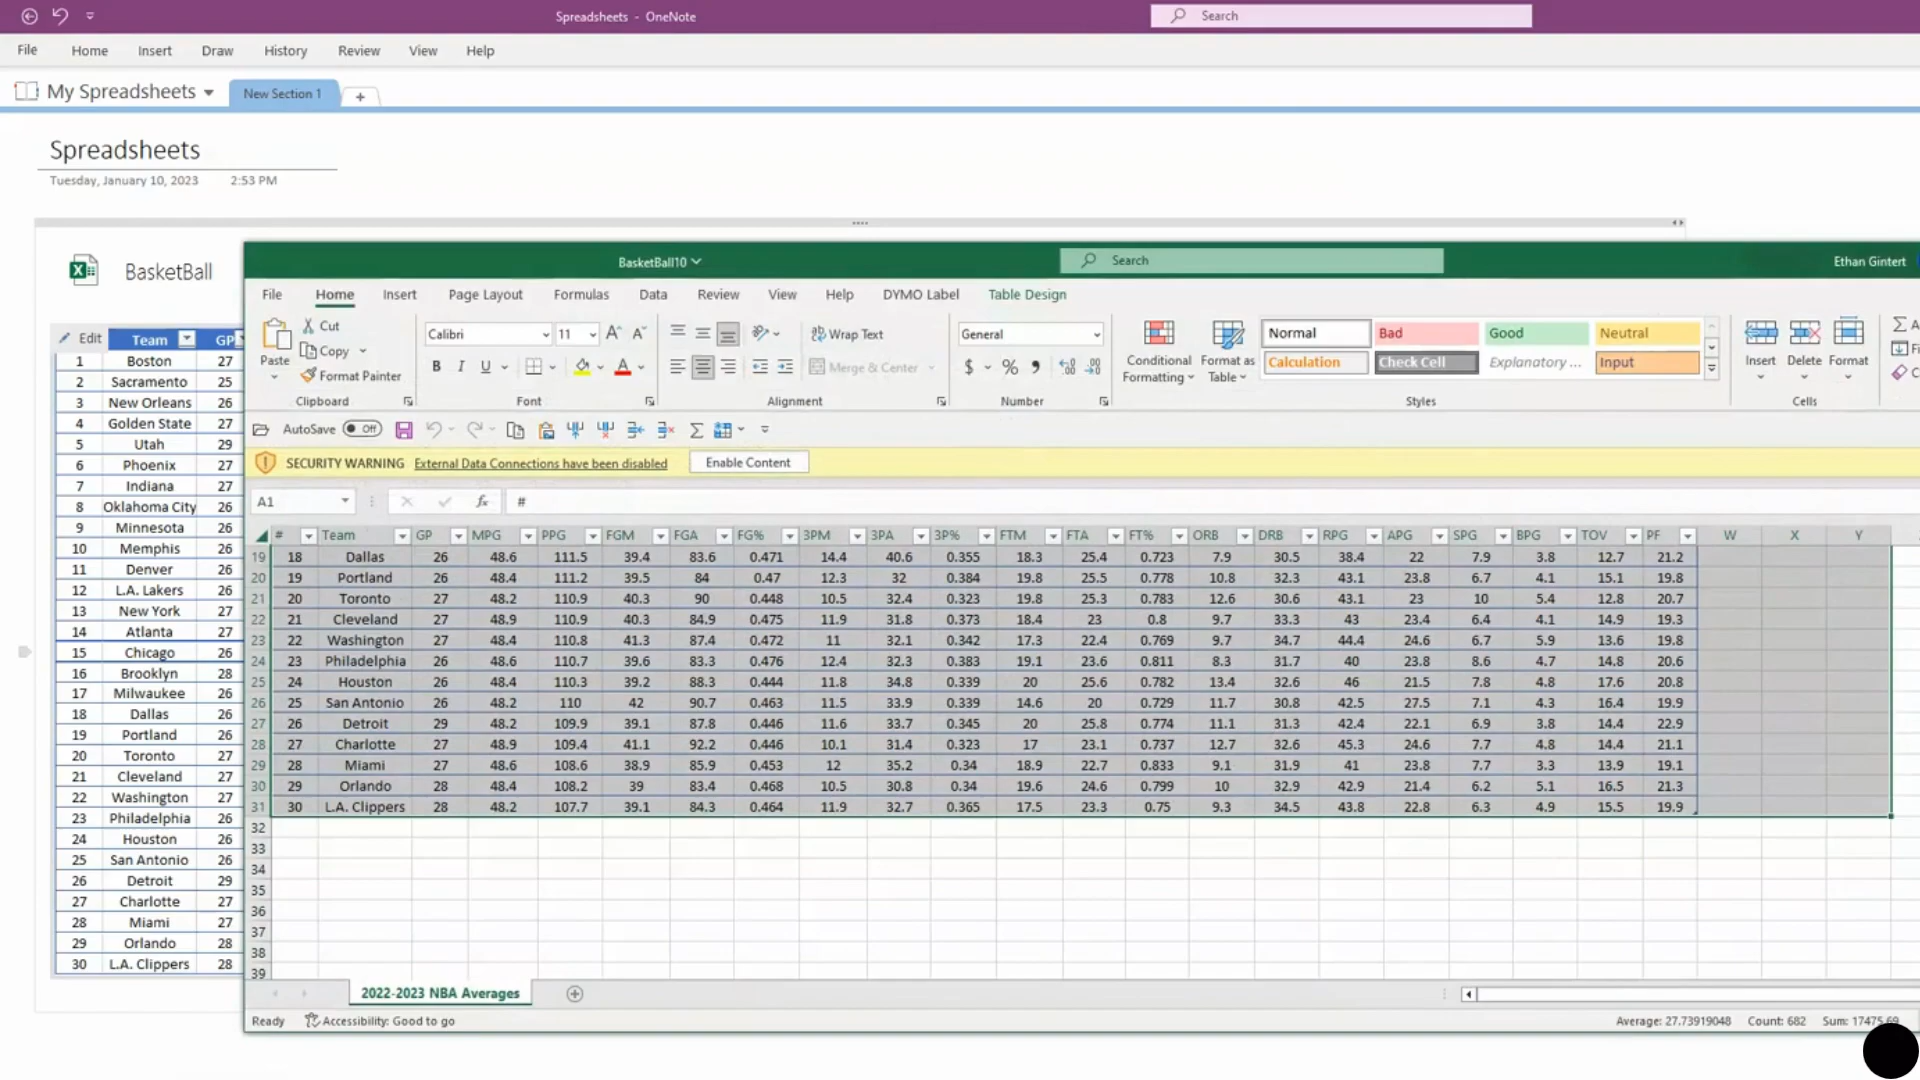 Spreadsheets - OneNote
Search
File Home Insert Draw History Review View Help
My Spreadsheets New Section 1
Spreadsheets
Tuesday, January 10, 2023 2:53 PM
BasketBall
Edit Team GP
1 Boston 27
2 Sacramento 25
3 New Orleans 26
4 Golden State 27
5 Utah 29
6 Phoenix 27
7 Indiana 27
8 Oklahoma City 26
9 Minnesota 26
10 Memphis 26
11 Denver 26
12 L.A. Lakers 26
13 New York 27
14 Atlanta 27
15 Chicago 26
16 Brooklyn 28
17 Milwaukee 26
18 Dallas 26
19 Portland 26
20 Toronto 27
21 Cleveland 27
22 Washington 27
23 Philadelphia 26
24 Houston 26
25 San Antonio 26
26 Detroit 29
27 Charlotte 27
28 Miami 27
29 Orlando 28
30 L.A. Clippers 28
BasketBall10 Search Ethan Gintert
File Home Insert Page Layout Formulas Data Review View Help DYMO Label Table Design
Paste Cut Copy Format Painter
Clipboard
Calibri 11
B I U
Font
Wrap Text
Merge & Center
Alignment
General
$ %
Number
Conditional Formatting
Format as Table
Normal Bad Good Neutral
Calculation Check Cell Explanatory ... Input
Styles
Insert Delete Format
Cells
AutoSave Off
SECURITY WARNING External Data Connections have been disabled Enable Content
A1 fx #
# Team GP MPG PPG FGM FGA FG% 3PM 3PA 3P% FTM FTA FT% ORB DRB RPG APG SPG BPG TOV PF W X Y
19 18 Dallas 26 48.6 111.5 39.4 83.6 0.471 14.4 40.6 0.355 18.3 25.4 0.723 7.9 30.5 38.4 22 7.9 3.8 12.7 21.2
20 19 Portland 26 48.4 111.2 39.5 84 0.47 12.3 32 0.384 19.8 25.5 0.778 10.8 32.3 43.1 23.8 6.7 4.1 15.1 19.8
21 20 Toronto 27 48.2 110.9 40.3 90 0.448 10.5 32.4 0.323 19.8 25.3 0.783 12.6 30.6 43.1 23 10 5.4 12.8 20.7
22 21 Cleveland 27 48.9 110.9 40.3 84.9 0.475 11.9 31.8 0.373 18.4 23 0.8 9.7 33.3 43 23.4 6.4 4.1 14.9 19.3
23 22 Washington 27 48.4 110.8 41.3 87.4 0.472 11 32.1 0.342 17.3 22.4 0.769 9.7 34.7 44.4 24.6 6.7 5.9 13.6 19.8
24 23 Philadelphia 26 48.6 110.7 39.6 83.3 0.476 12.4 32.3 0.383 19.1 23.6 0.811 8.3 31.7 40 23.8 8.6 4.7 14.8 20.6
25 24 Houston 26 48.4 110.3 39.2 88.3 0.444 11.8 34.8 0.339 20 25.6 0.782 13.4 32.6 46 21.5 7.8 4.8 17.6 20.8
26 25 San Antonio 26 48.2 110 42 90.7 0.463 11.5 33.9 0.339 14.6 20 0.729 11.7 30.8 42.5 27.5 7.1 4.3 16.4 19.9
27 26 Detroit 29 48.2 109.9 39.1 87.8 0.446 11.6 33.7 0.345 20 25.8 0.774 11.1 31.3 42.4 22.1 6.9 3.8 14.4 22.9
28 27 Charlotte 27 48.9 109.4 41.1 92.2 0.446 10.1 31.4 0.323 17 23.1 0.737 12.7 32.6 45.3 24.6 7.7 4.8 14.4 21.1
29 28 Miami 27 48.6 108.6 38.9 85.9 0.453 12 35.2 0.34 18.9 22.7 0.833 9.1 31.9 41 23.8 7.7 3.3 13.9 19.1
30 29 Orlando 28 48.4 108.2 39 83.4 0.468 10.5 30.8 0.34 19.6 24.6 0.799 10 32.9 42.9 21.4 6.2 5.1 16.5 21.3
31 30 L.A. Clippers 28 48.2 107.7 39.1 84.3 0.464 11.9 32.7 0.365 17.5 23.3 0.75 9.3 34.5 43.8 22.8 6.3 4.9 15.5 19.9
32
33
34
35
36
37
38
39
2022-2023 NBA Averages
Ready Accessibility: Good to go Average: 27.73919048 Count: 682 Sum: 17475.69